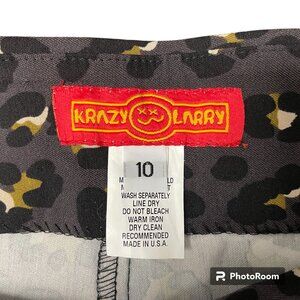 KRAZY LARRY
10
WASH SEPARATELY
LINE DRY
DO NOT BLEACH
WARM IRON
DRY CLEAN
RECOMMENDED
MADE IN U.S.A.
PhotoRoom